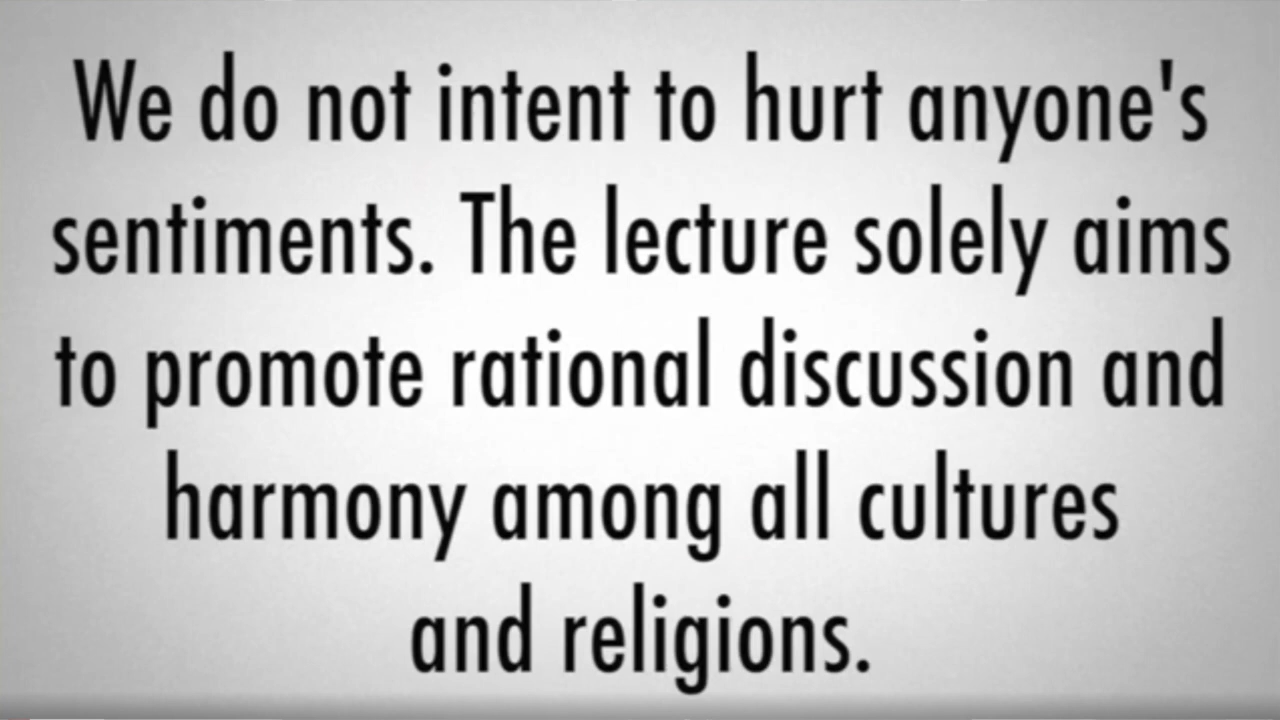 We do not intent to hurt anyone's
sentiments. The lecture solely aims
to promote rational discussion and
harmony among all cultures
and religions.